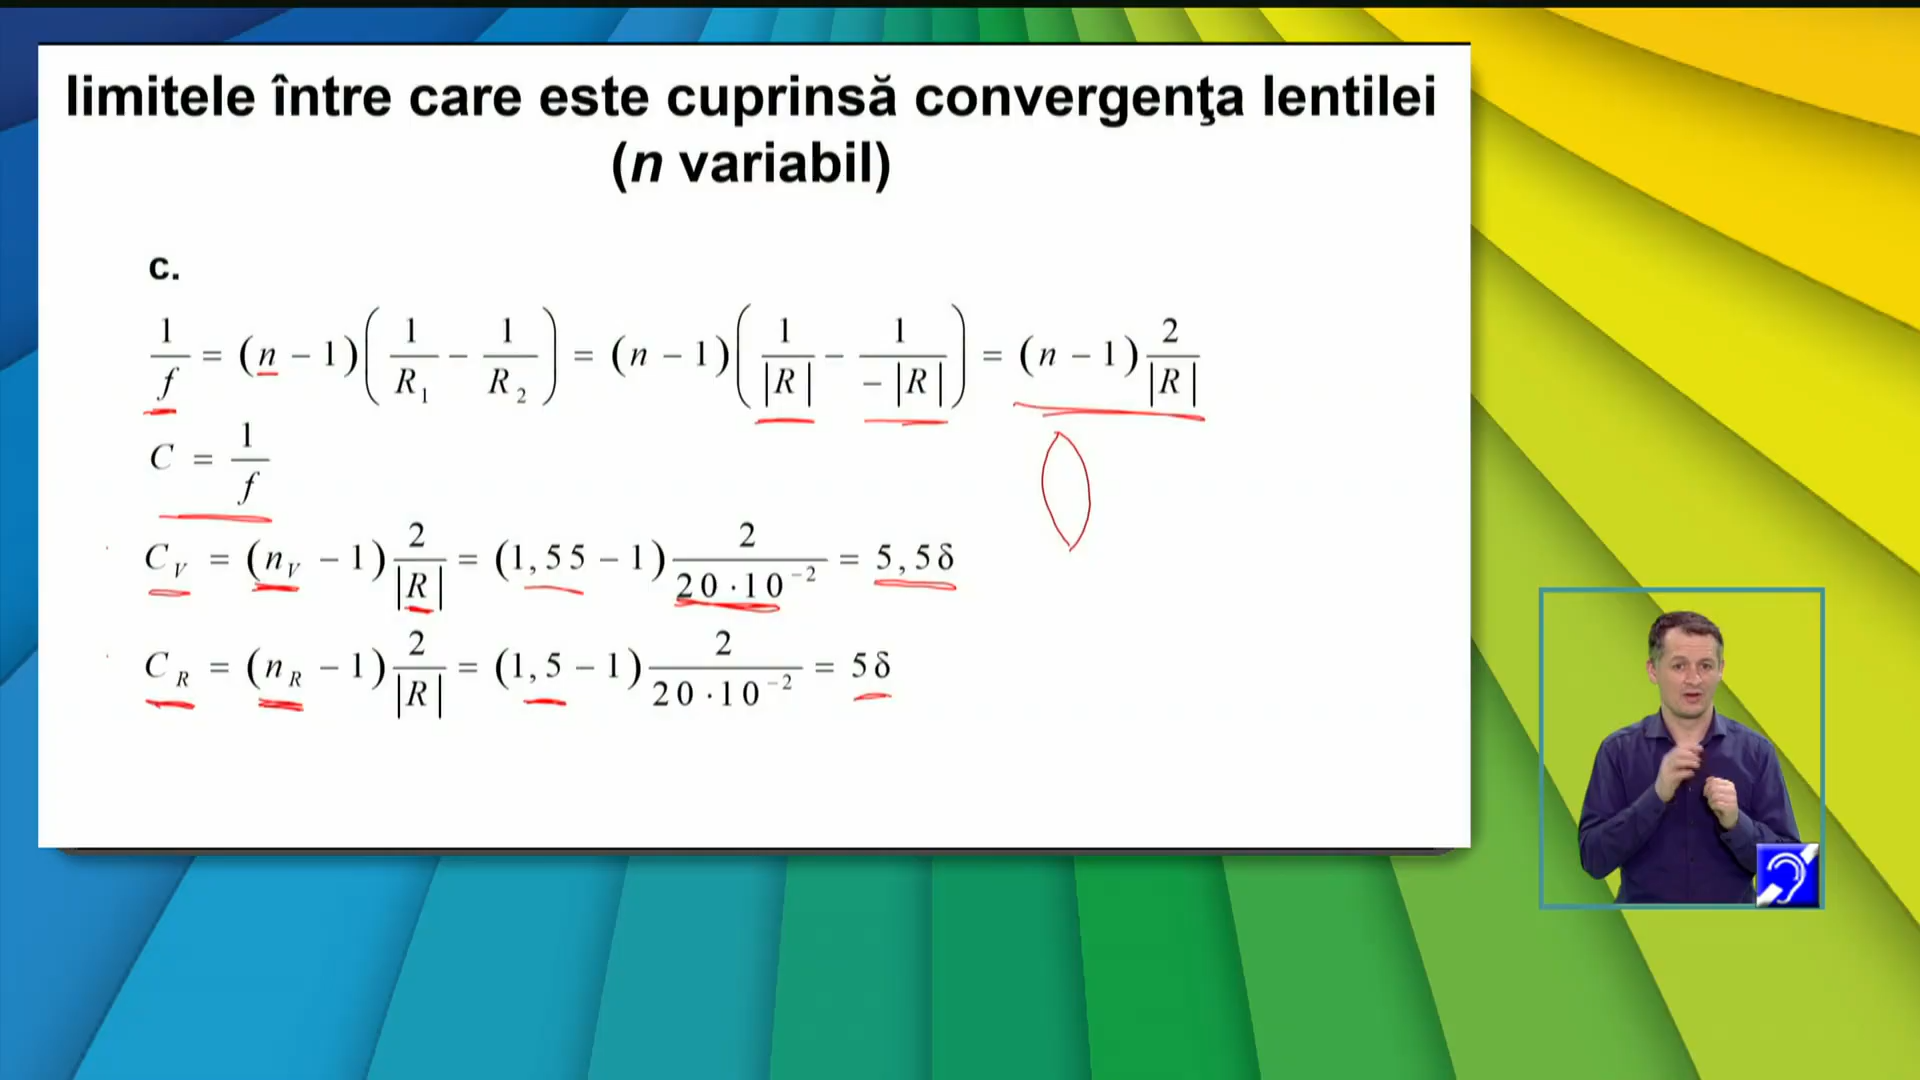 limitele între care este cuprinsă convergenţa lentilei
(n variabil)
c.
1/f = (n − 1)(1/R₁ − 1/R₂) = (n − 1)(1/|R| − 1/−|R|) = (n − 1) 2/|R|
C = 1/f
C_V = (n_V − 1) 2/|R| = (1,55 − 1) 2/20·10⁻² = 5,5δ
C_R = (n_R − 1) 2/|R| = (1,5 − 1) 2/20·10⁻² = 5δ